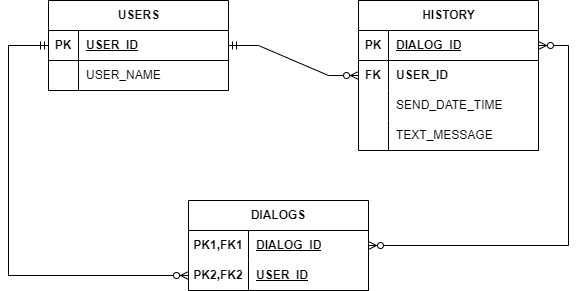 USERS
PK USER_ID
USER_NAME
HISTORY
PK DIALOG_ID
FK USER_ID
SEND_DATE_TIME
TEXT_MESSAGE
DIALOGS
PK1,FK1 DIALOG_ID
PK2,FK2 USER_ID